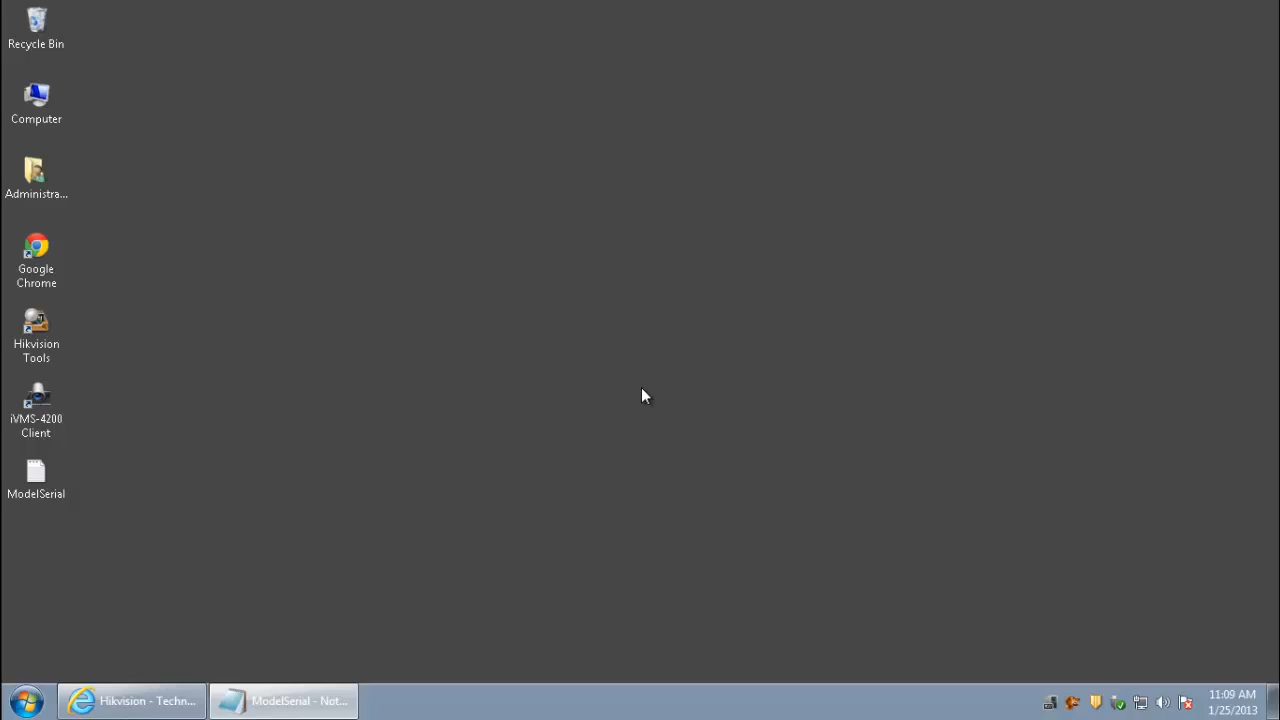 Recycle Bin
Computer
Administra...
Google
Chrome
Hikvision
Tools
iVMS-4200
Client
ModelSerial
Hikvision - Techn...
ModelSerial - Not...
11:09 AM
1/25/2013